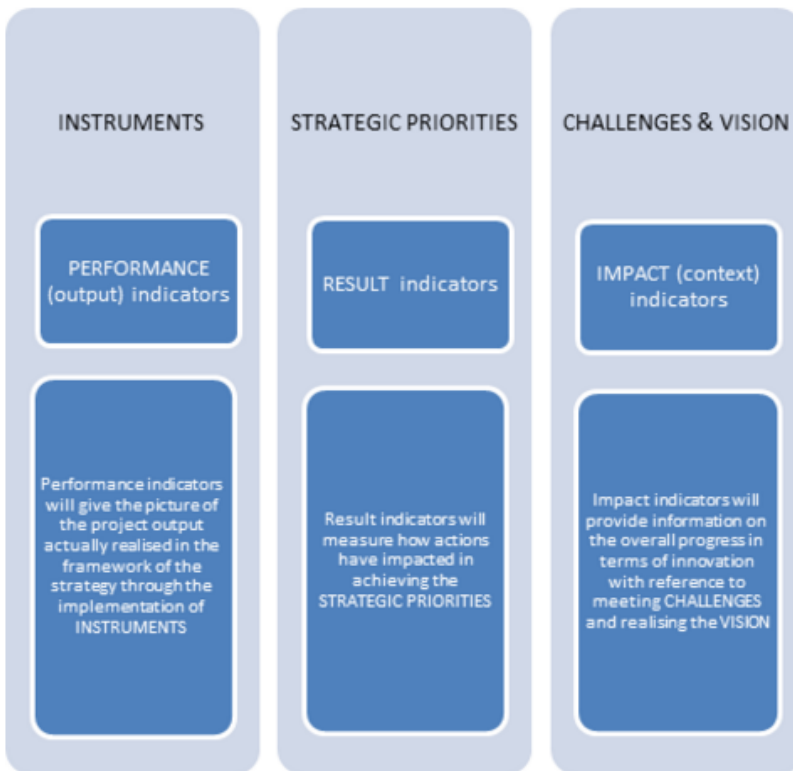 INSTRUMENTS
PERFORMANCE
(output) indicators
Performance indicators
will give the picture of
the project output
actually realised in the
framework of the
strategy through the
implementation of
INSTRUMENTS
STRATEGIC PRIORITIES
RESULT indicators
Result indicators will
measure how actions
have impacted in
achieving the
STRATEGIC PRIORITIES
CHALLENGES & VISION
IMPACT (context)
indicators
Impact indicators will
provide information on
the overall progress in
terms of innovation
with reference to
meeting CHALLENGES
and realising the VISION